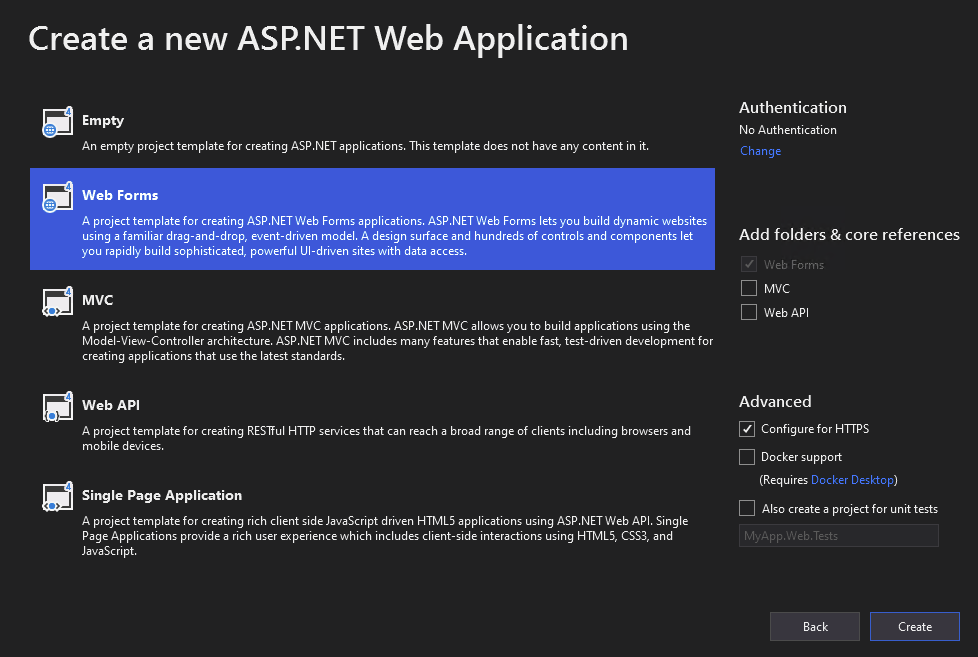 Create a new ASP.NET Web Application
4
Empty
An empty project template for creating ASP.NET applications. This template does not have any content in it.
4
Web Forms
A project template for creating ASP.NET Web Forms applications. ASP.NET Web Forms lets you build dynamic websites
using a familiar drag-and-drop, event-driven model. A design surface and hundreds of controls and components let
you rapidly build sophisticated, powerful UI-driven sites with data access.
4
MVC
A project template for creating ASP.NET MVC applications. ASP.NET MVC allows you to build applications using the
Model-View-Controller architecture. ASP.NET MVC includes many features that enable fast, test-driven development for
creating applications that use the latest standards.
4
Web API
A project template for creating RESTful HTTP services that can reach a broad range of clients including browsers and
mobile devices.
4
Single Page Application
A project template for creating rich client side JavaScript driven HTML5 applications using ASP.NET Web API. Single
Page Applications provide a rich user experience which includes client-side interactions using HTML5, CSS3, and
JavaScript.
Authentication
No Authentication
Change
Add folders & core references
Web Forms
MVC
Web API
Advanced
Configure for HTTPS
Docker support
(Requires Docker Desktop)
Also create a project for unit tests
MyApp.Web.Tests
Back
Create